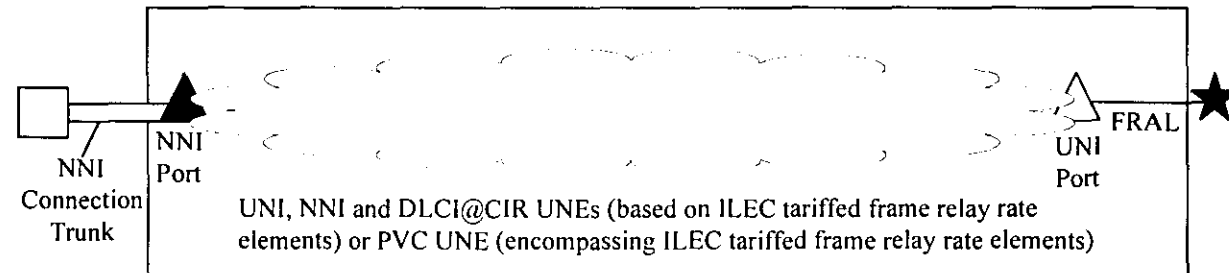 FRAL
NNI
Port
UNI
Port
NNI
Connection
Trunk
UNI, NNI and DLCI@CIR UNEs (based on ILEC tariffed frame relay rate
elements) or PVC UNE (encompassing ILEC tariffed frame relay rate elements)